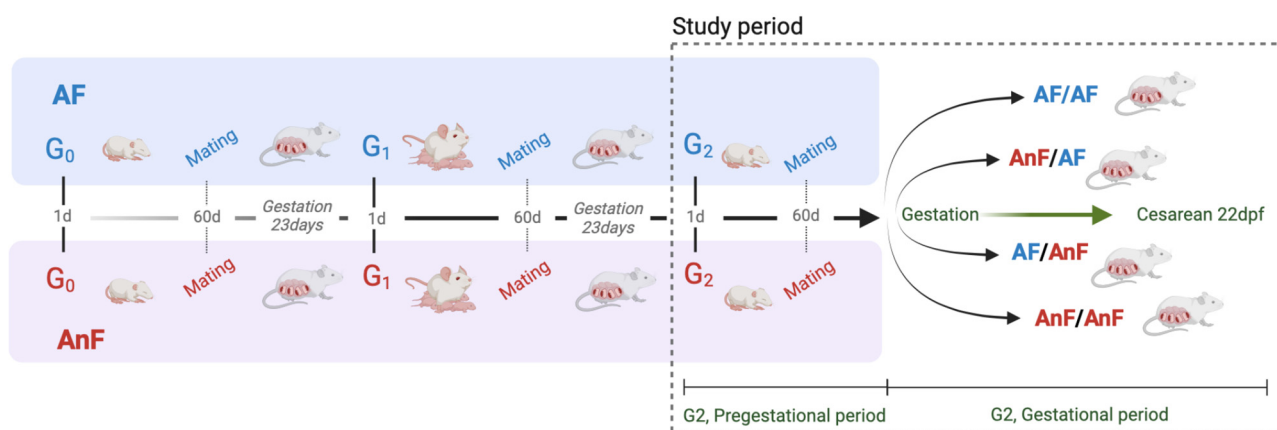 Study period
AF
G₀ Mating G₁ Mating G₂ Mating
1d 60d Gestation 23days 1d 60d Gestation 23days 1d 60d
G₀ Mating G₁ Mating G₂ Mating
AnF
AF/AF
AnF/AF
Gestation Cesarean 22dpf
AF/AnF
AnF/AnF
G2, Pregestational period G2, Gestational period